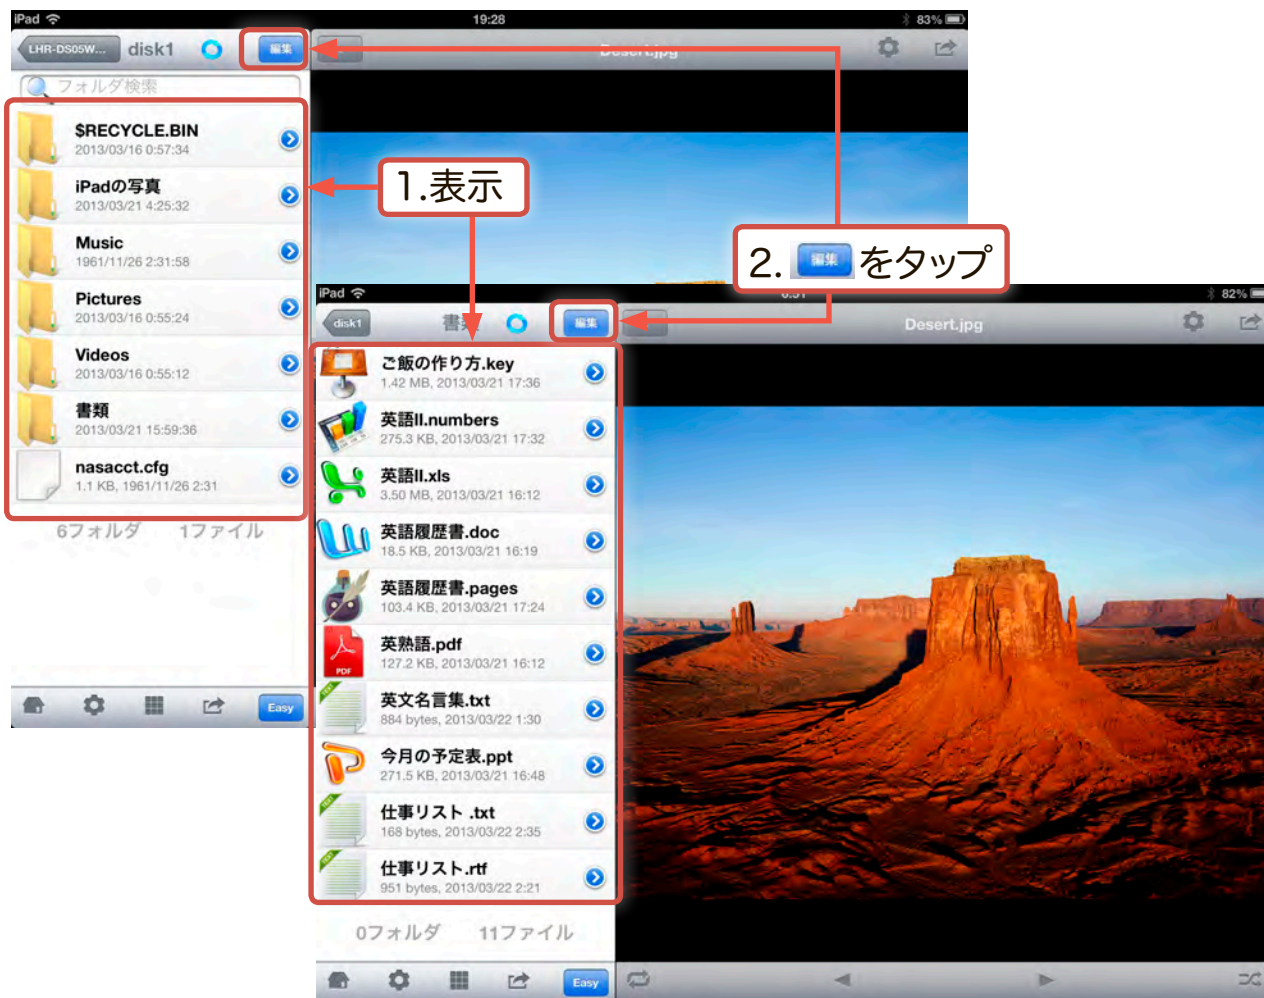 iPad 19:28 83%
LHR-DS05W... disk1 編集 Desert.jpg
フォルダ検索
$RECYCLE.BIN
2013/03/16 0:57:34
iPadの写真
2013/03/21 4:25:32
Music
1961/11/26 2:31:58
Pictures
2013/03/16 0:55:24
Videos
2013/03/16 0:55:12
書類
2013/03/21 15:59:36
nasacct.cfg
1.1 KB, 1961/11/26 2:31
6フォルダ 1ファイル
Easy
1.表示
2. 編集 をタップ
iPad 82%
disk1 書類 編集 Desert.jpg
ご飯の作り方.key
1.42 MB, 2013/03/21 17:36
英語II.numbers
275.3 KB, 2013/03/21 17:32
英語II.xls
3.50 MB, 2013/03/21 16:12
英語履歴書.doc
18.5 KB, 2013/03/21 16:19
英語履歴書.pages
103.4 KB, 2013/03/21 17:24
英熟語.pdf
127.2 KB, 2013/03/21 16:12
PDF
英文名言集.txt
884 bytes, 2013/03/22 1:30
TEXT
今月の予定表.ppt
271.5 KB, 2013/03/21 16:48
仕事リスト .txt
168 bytes, 2013/03/22 2:35
TEXT
仕事リスト.rtf
951 bytes, 2013/03/22 2:21
TEXT
0フォルダ 11ファイル
Easy